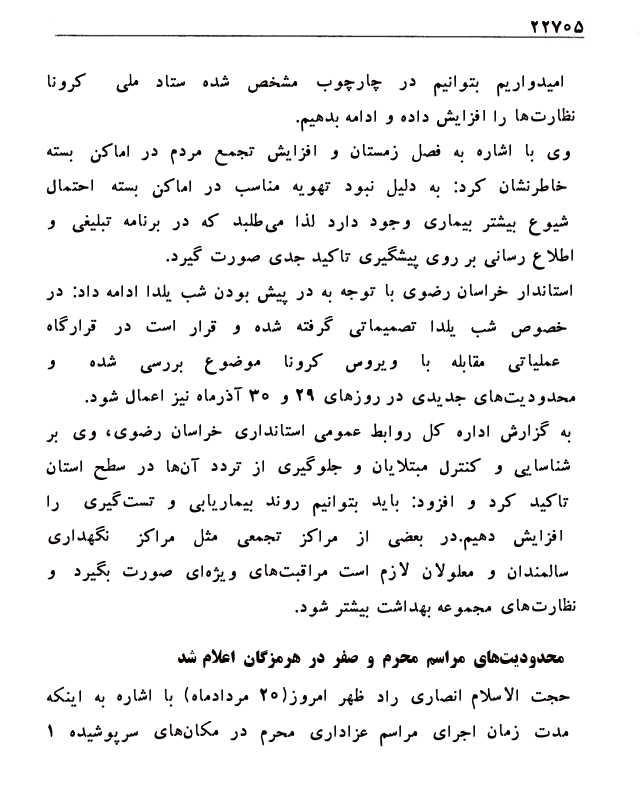 ۲۲۷۰۵
امیدواریم بتوانیم در چارچوب مشخص شده ستاد ملی کرونا
نظارت‌ها را افزایش داده و ادامه بدهیم.
وی با اشاره به فصل زمستان و افزایش تجمع مردم در اماکن بسته
خاطرنشان کرد: به دلیل نبود تهویه مناسب در اماکن بسته احتمال
شیوع بیشتر بیماری وجود دارد لذا می‌طلبد که در برنامه تبلیغی و
اطلاع رسانی بر روی پیشگیری تاکید جدی صورت گیرد.
استاندار خراسان رضوی با توجه به در پیش بودن شب یلدا ادامه داد: در
خصوص شب یلدا تصمیماتی گرفته شده و قرار است در قرارگاه
عملیاتی مقابله با ویروس کرونا موضوع بررسی شده و
محدودیت‌های جدیدی در روزهای ۲۹ و ۳۰ آذرماه نیز اعمال شود.
به گزارش اداره کل روابط عمومی استانداری خراسان رضوی، وی بر
شناسایی و کنترل مبتلایان و جلوگیری از تردد آن‌ها در سطح استان
تاکید کرد و افزود: باید بتوانیم روند بیماریابی و تست‌گیری را
افزایش دهیم.در بعضی از مراکز تجمعی مثل مراکز نگهداری
سالمندان و معلولان لازم است مراقبت‌های ویژه‌ای صورت بگیرد و
نظارت‌های مجموعه بهداشت بیشتر شود.
محدودیت‌های مراسم محرم و صفر در هرمزگان اعلام شد
حجت الاسلام انصاری راد ظهر امروز(۲۰ مردادماه) با اشاره به اینکه
مدت زمان اجرای مراسم عزاداری محرم در مکان‌های سرپوشیده ۱